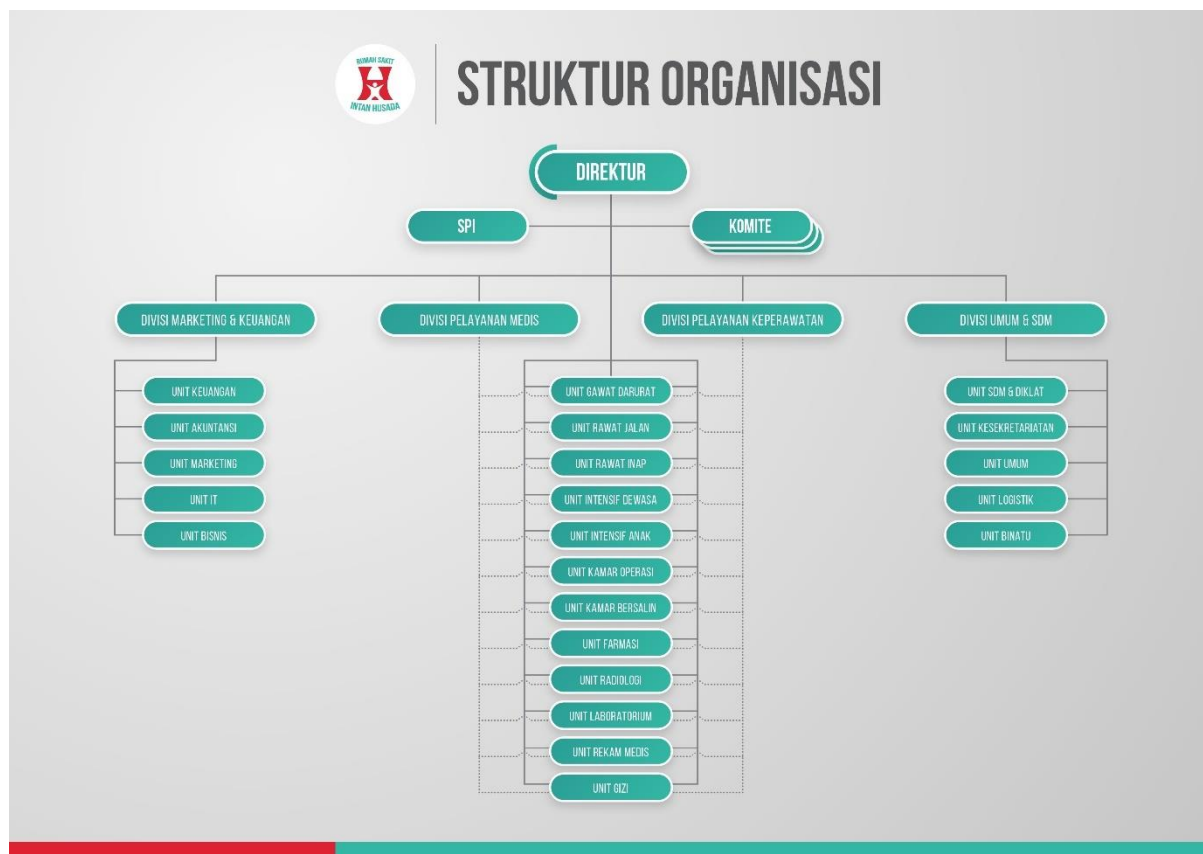 RUMAH SAKIT
INTAN HUSADA
STRUKTUR ORGANISASI
DIREKTUR
SPI
KOMITE
DIVISI MARKETING & KEUANGAN
DIVISI PELAYANAN MEDIS
DIVISI PELAYANAN KEPERAWATAN
DIVISI UMUM & SDM
UNIT KEUANGAN
UNIT AKUNTANSI
UNIT MARKETING
UNIT IT
UNIT BISNIS
UNIT GAWAT DARURAT
UNIT RAWAT JALAN
UNIT RAWAT INAP
UNIT INTENSIF DEWASA
UNIT INTENSIF ANAK
UNIT KAMAR OPERASI
UNIT KAMAR BERSALIN
UNIT FARMASI
UNIT RADIOLOGI
UNIT LABORATORIUM
UNIT REKAM MEDIS
UNIT GIZI
UNIT SDM & DIKLAT
UNIT KESEKRETARIATAN
UNIT UMUM
UNIT LOGISTIK
UNIT BINATU